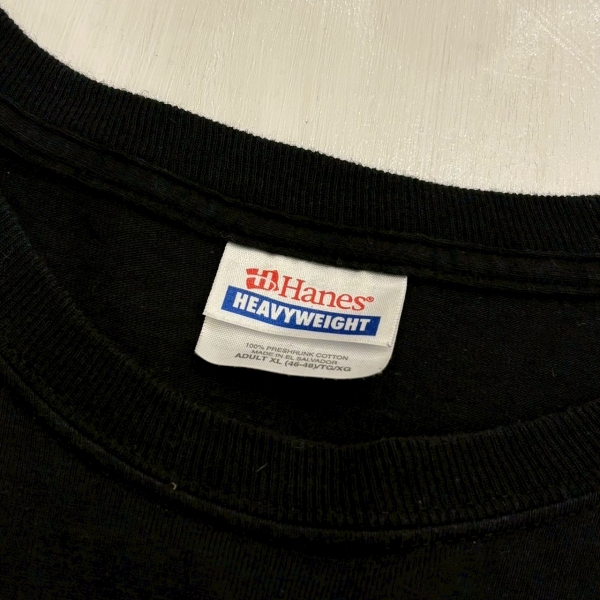 Hanes®
HEAVYWEIGHT
100% PRESHRUNK COTTON
MADE IN EL SALVADOR
ADULT XL (46-48)/TG/XG